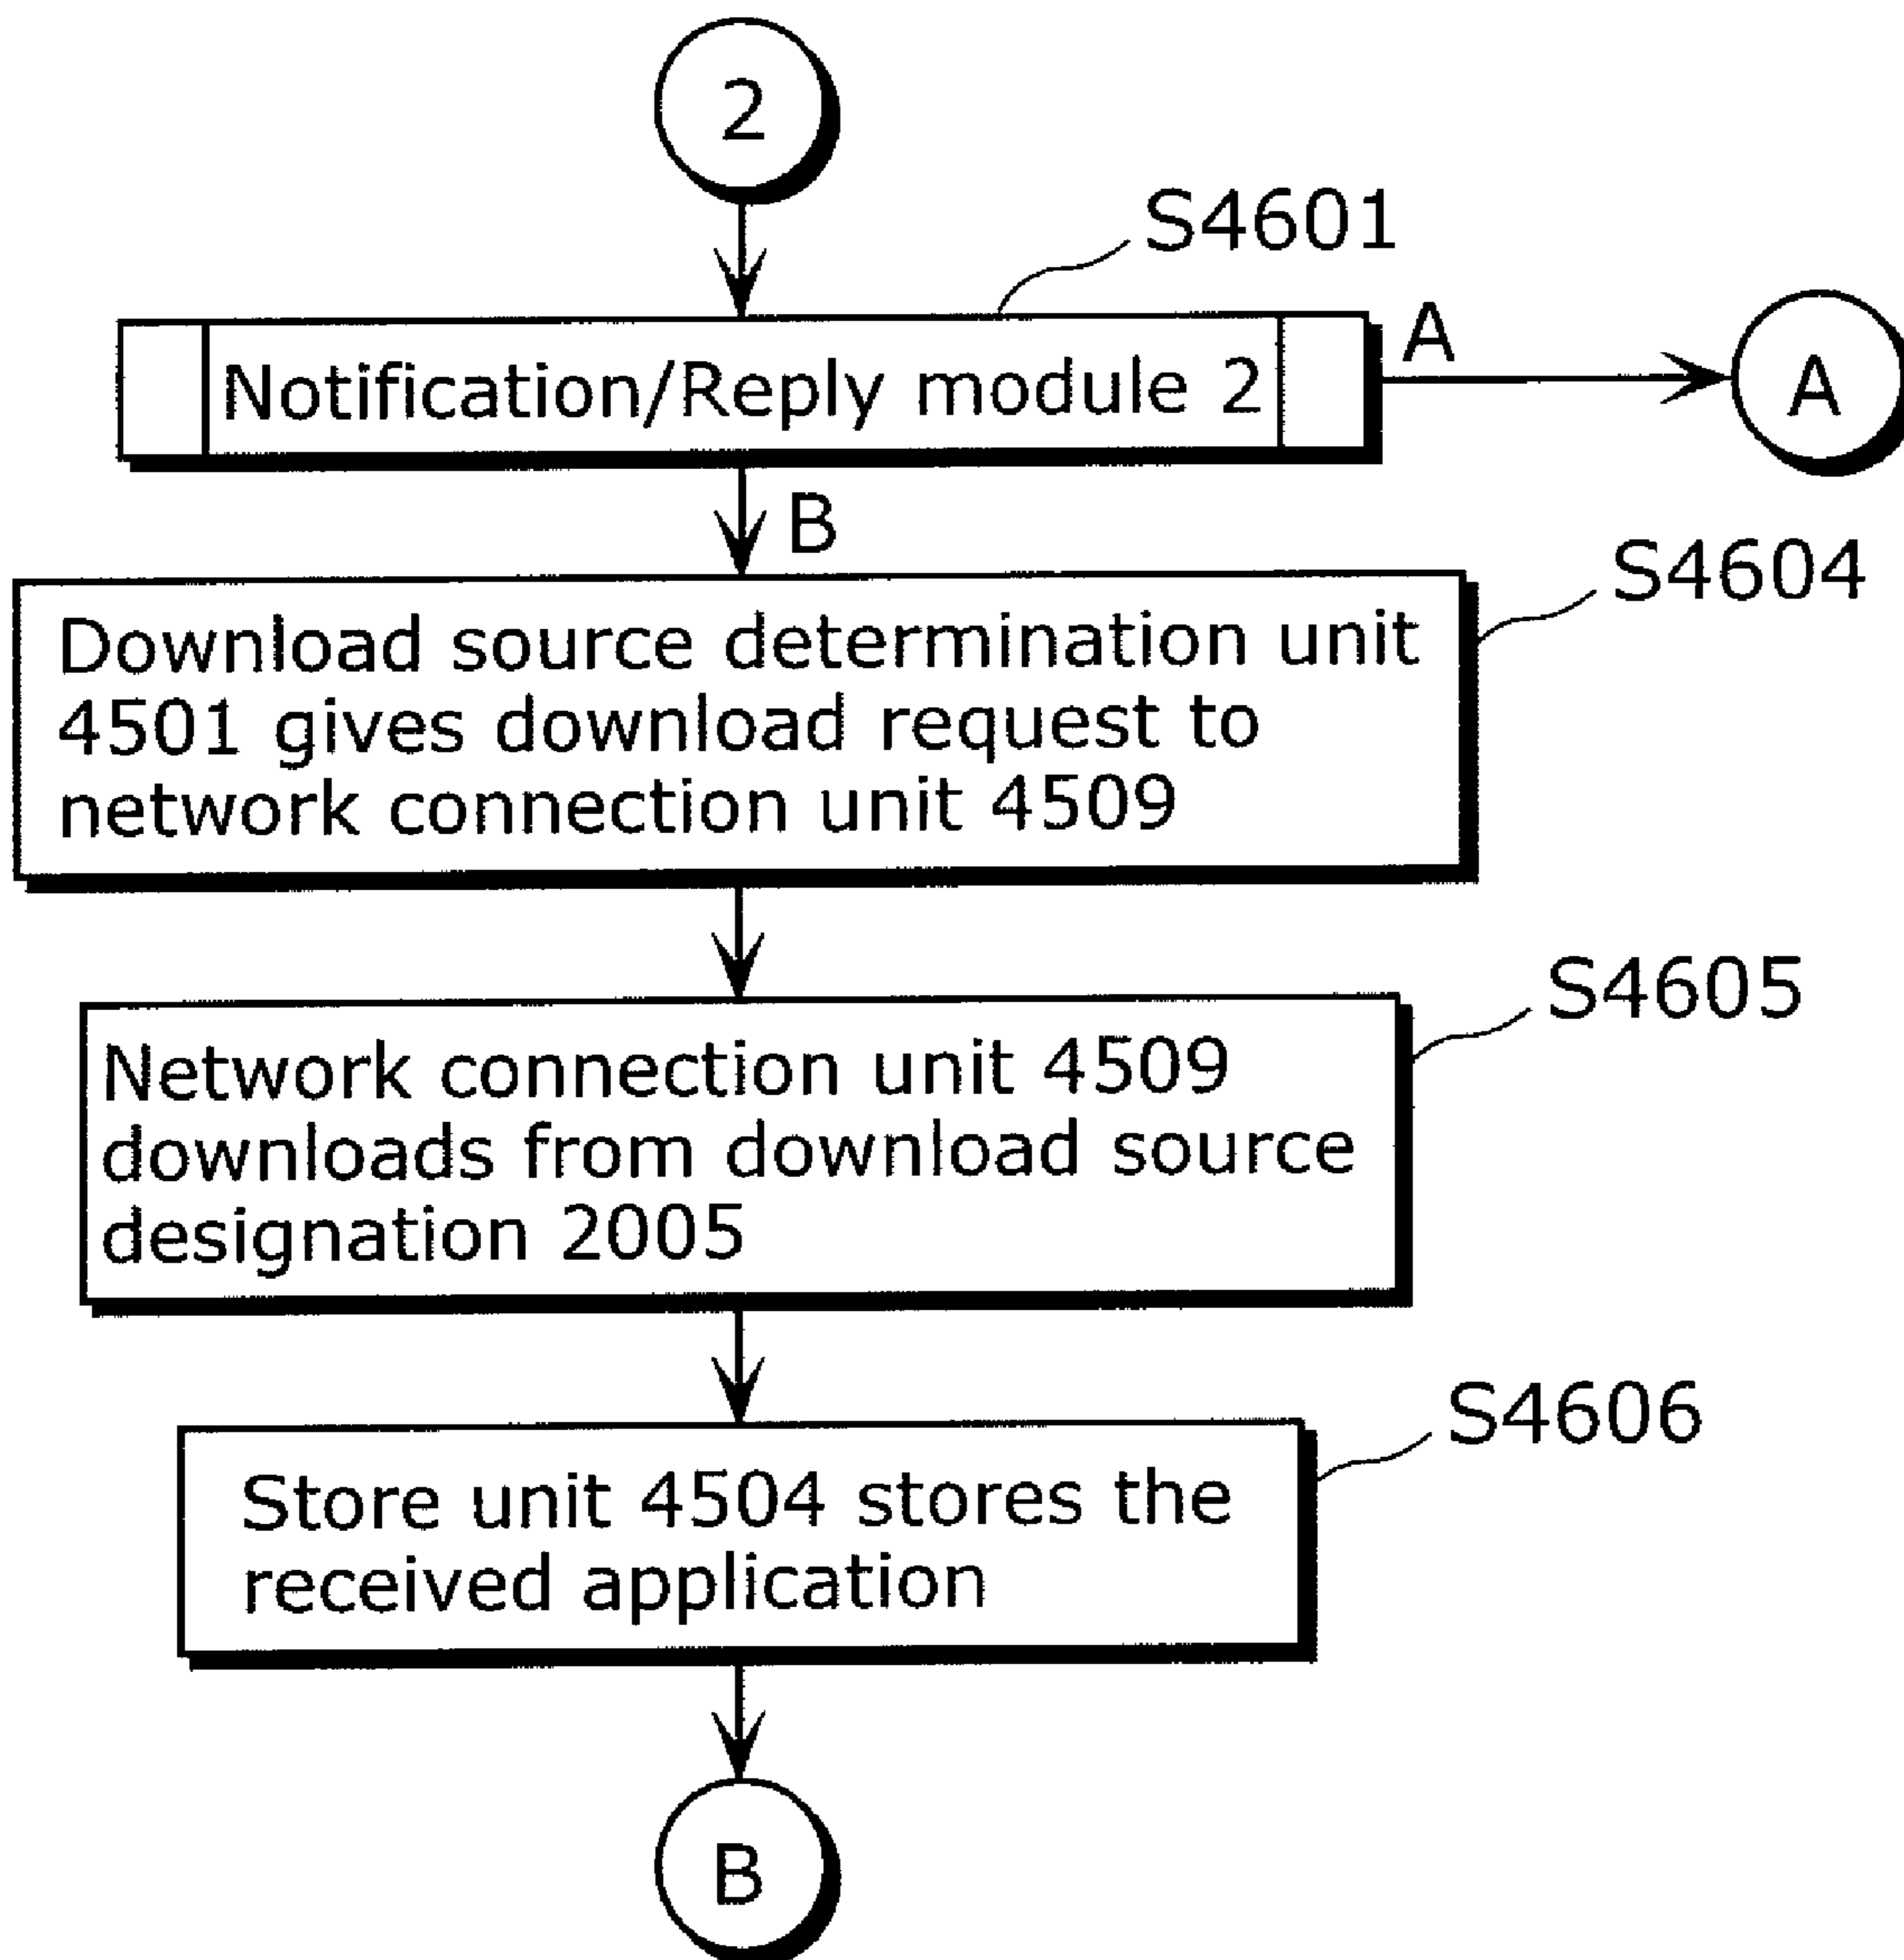 2
S4601
Notification/Reply module 2
A
A
B
S4604
Download source determination unit
4501 gives download request to
network connection unit 4509
S4605
Network connection unit 4509
downloads from download source
designation 2005
S4606
Store unit 4504 stores the
received application
B